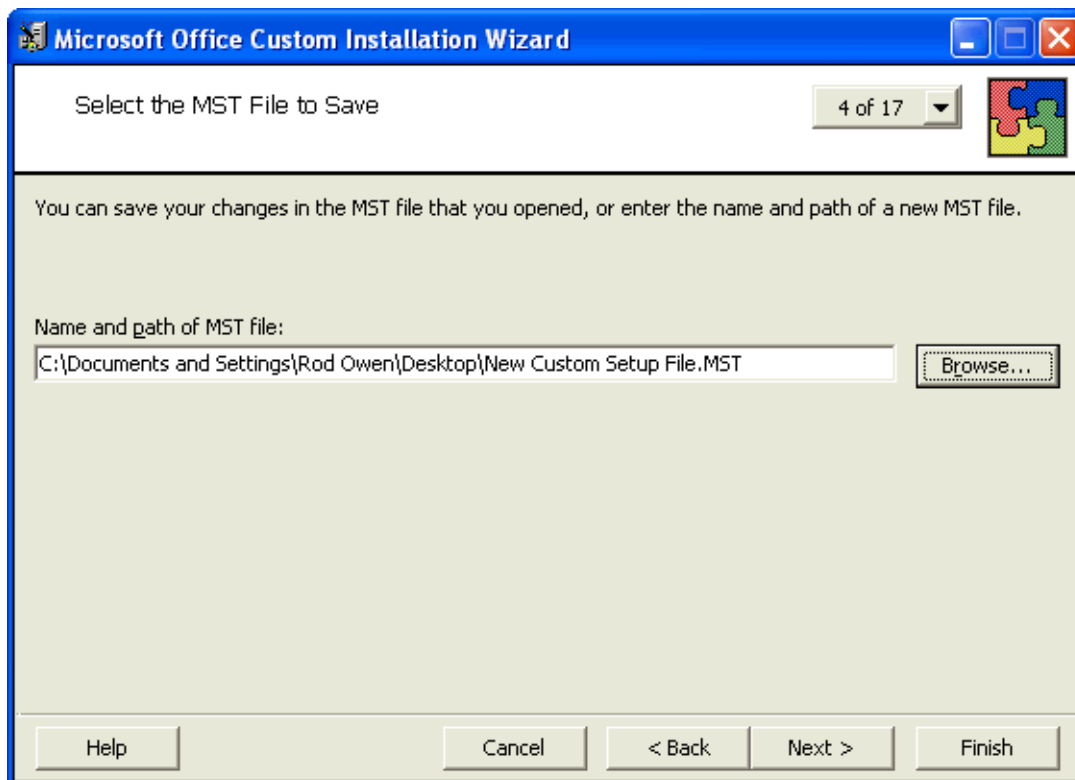 Microsoft Office Custom Installation Wizard
Select the MST File to Save
4 of 17
You can save your changes in the MST file that you opened, or enter the name and path of a new MST file.
Name and path of MST file:
C:\Documents and Settings\Rod Owen\Desktop\New Custom Setup File.MST
Browse...
Help
Cancel
< Back
Next >
Finish